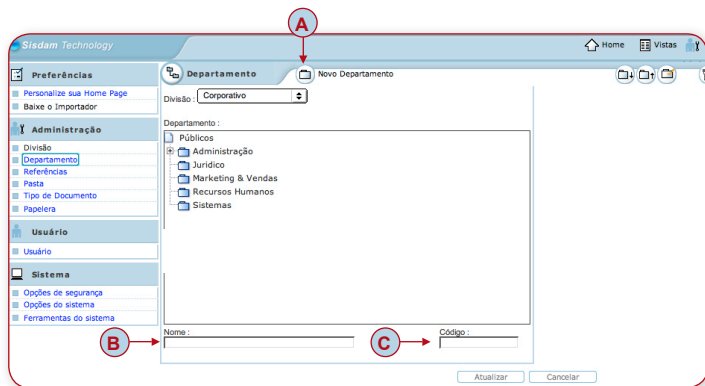 A
Sisdam Technology
Home Vistas
Preferências
Personalize sua Home Page
Baixe o Importador
Administração
Divisão
Departamento
Referências
Pasta
Tipo de Documento
Papelera
Usuário
Usuário
Sistema
Opções de segurança
Opções do sistema
Ferramentas do sistema
Departamento Novo Departamento
Divisão : Corporativo
Departamento :
Públicos
Administração
Juridico
Marketing & Vendas
Recursos Humanos
Sistemas
Nome : Código :
B C
Atualizar Cancelar